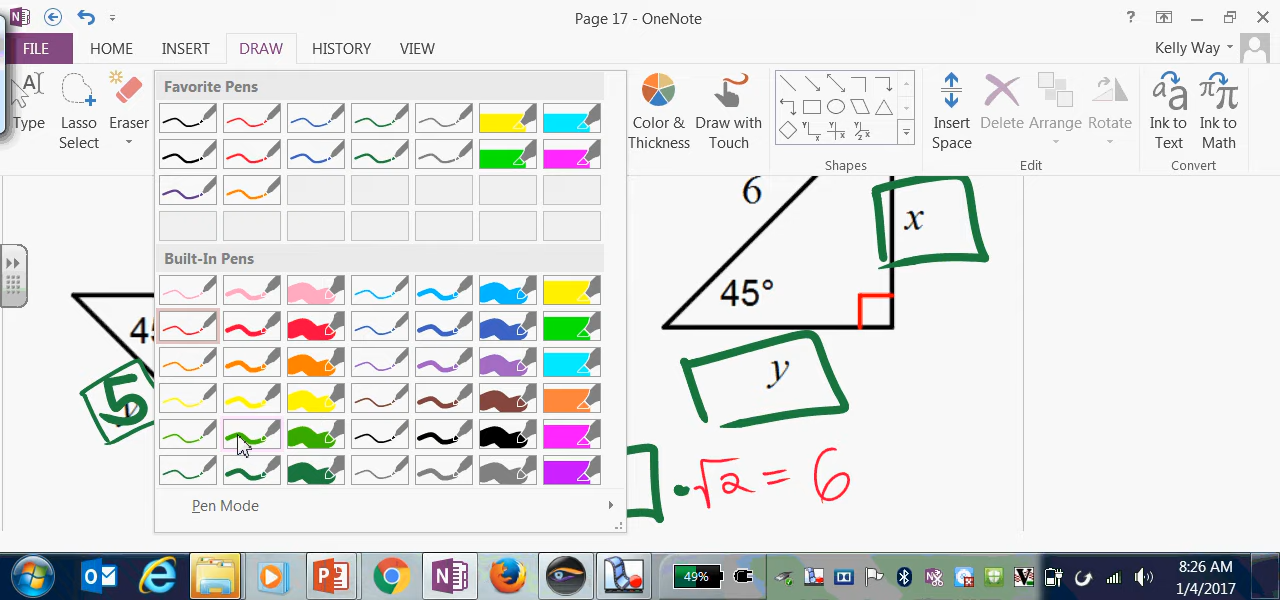 Page 17 - OneNote
?
FILE HOME INSERT DRAW HISTORY VIEW
Kelly Way
Type
Lasso Select
Eraser
Favorite Pens
Built-In Pens
Pen Mode
Color & Thickness
Draw with Touch
Shapes
Insert Space
Delete
Arrange
Rotate
Edit
Ink to Text
Ink to Math
Convert
6
x
45°
y
5
· √2 = 6
49%
8:26 AM
1/4/2017